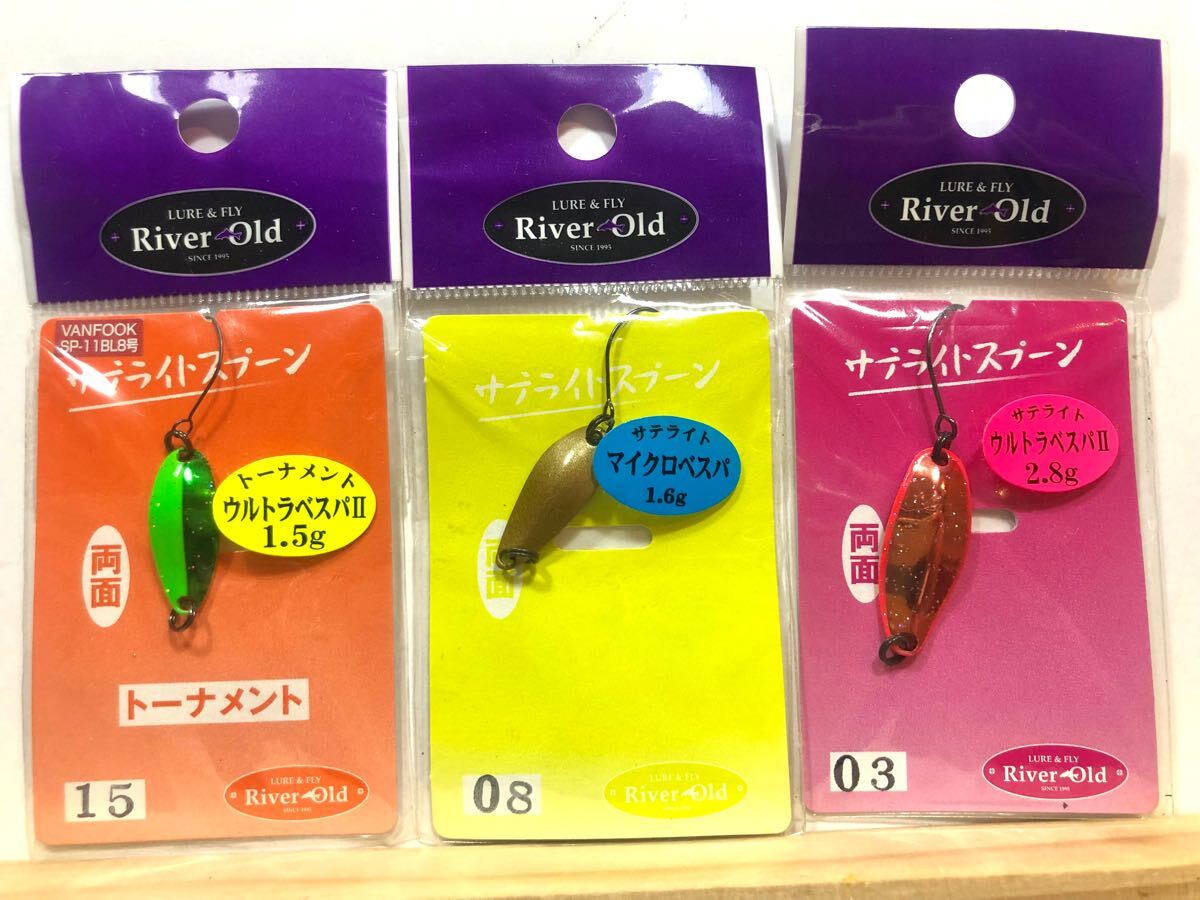 LURE & FLY
River Old
SINCE 1995
VANFOOK
SP-11BL8号
サテライトスプーン
トーナメント
ウルトラベスパII
1.5g
両面
トーナメント
15
LURE & FLY
River Old
SINCE 1995
LURE & FLY
River Old
SINCE 1995
サテライトスプーン
サテライト
マイクロベスパ
1.6g
両面
08
LURE & FLY
River Old
SINCE 1995
LURE & FLY
River Old
SINCE 1995
サテライトスプーン
サテライト
ウルトラベスパII
2.8g
両面
03
LURE & FLY
River Old
SINCE 1995